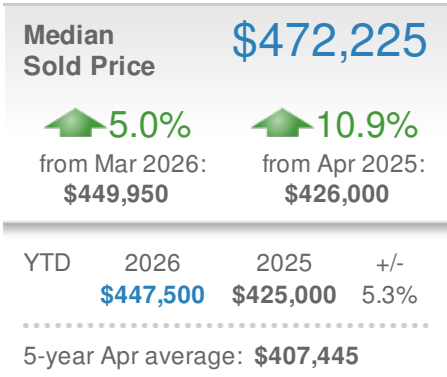 Median
Sold Price
$472,225
5.0% 10.9%
from Mar 2026: from Apr 2025:
$449,950 $426,000
YTD 2026 2025 +/-
$447,500 $425,000 5.3%
5-year Apr average: $407,445